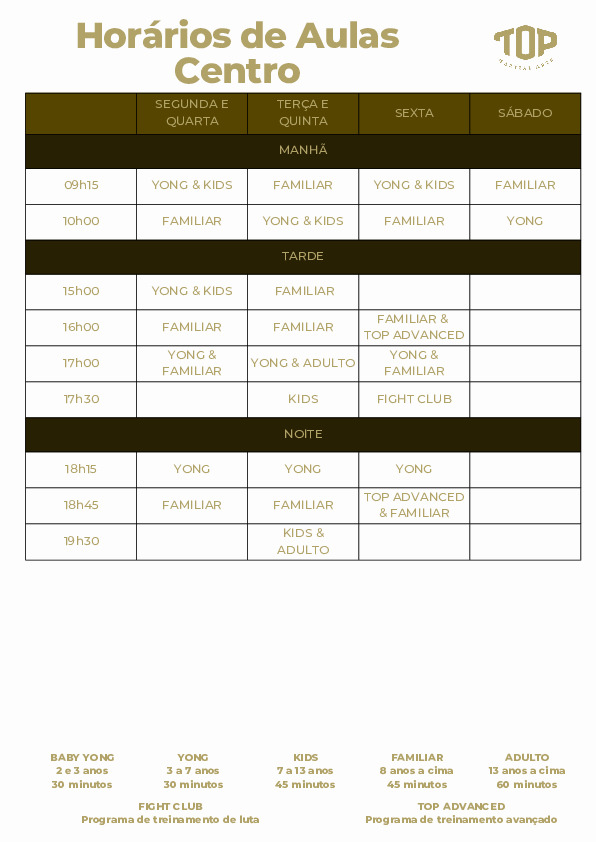 Horários de Aulas
Centro
TOP
MARTIAL ARTS
SEGUNDA E QUARTA TERÇA E QUINTA SEXTA SÁBADO
MANHÃ
09h15 YONG & KIDS FAMILIAR YONG & KIDS FAMILIAR
10h00 FAMILIAR YONG & KIDS FAMILIAR YONG
TARDE
15h00 YONG & KIDS FAMILIAR
16h00 FAMILIAR FAMILIAR FAMILIAR & TOP ADVANCED
17h00 YONG & FAMILIAR YONG & ADULTO YONG & FAMILIAR
17h30 KIDS FIGHT CLUB
NOITE
18h15 YONG YONG YONG
18h45 FAMILIAR FAMILIAR TOP ADVANCED & FAMILIAR
19h30 KIDS & ADULTO
BABY YONG YONG KIDS FAMILIAR ADULTO
2 e 3 anos 3 a 7 anos 7 a 13 anos 8 anos a cima 13 anos a cima
30 minutos 30 minutos 45 minutos 45 minutos 60 minutos
FIGHT CLUB TOP ADVANCED
Programa de treinamento de luta Programa de treinamento avançado